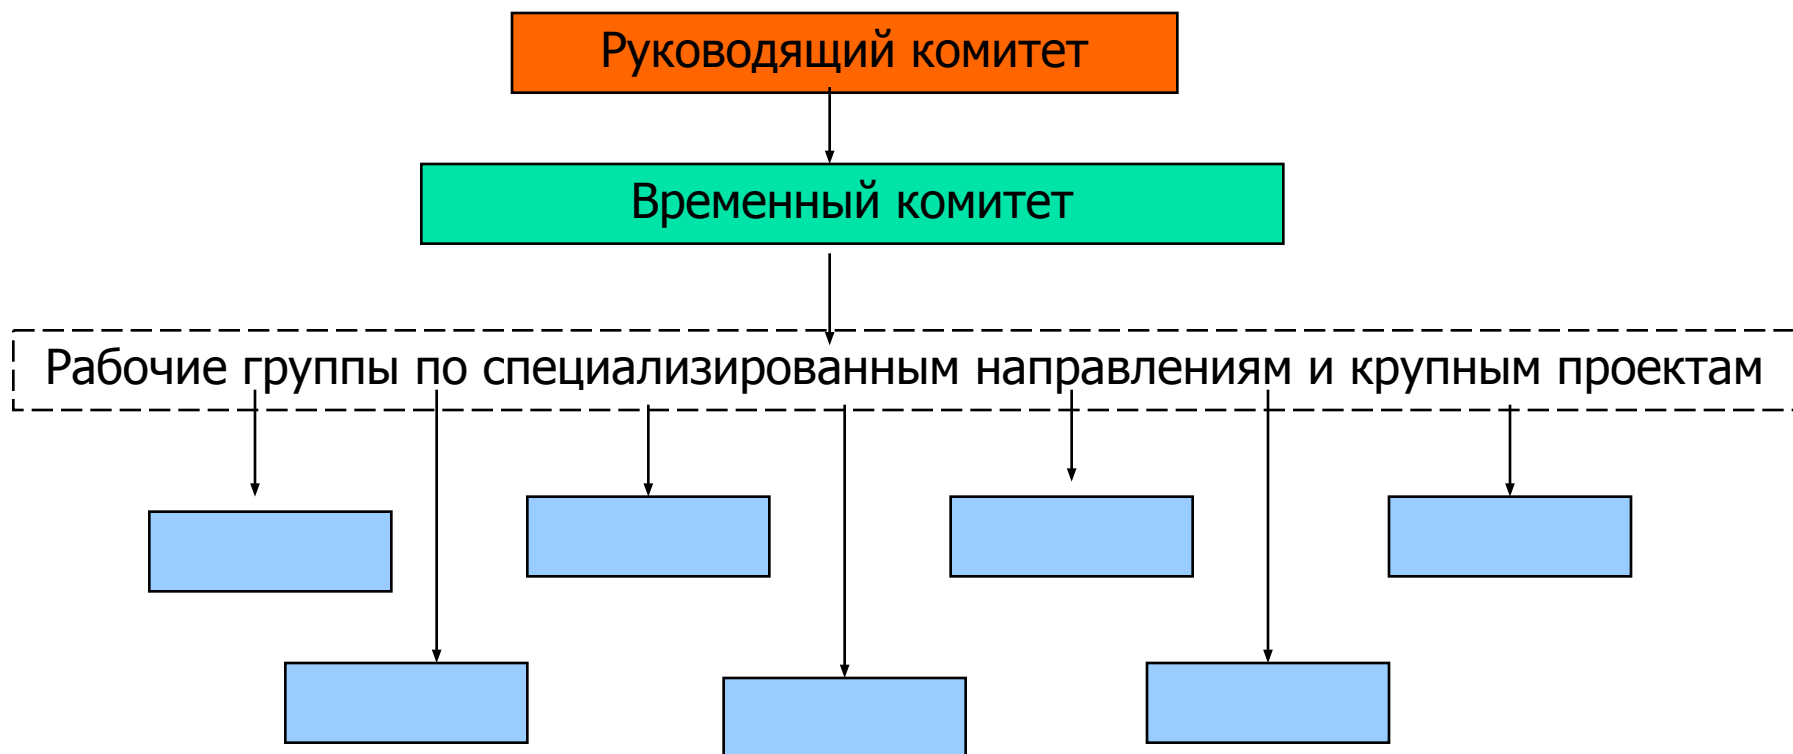 Руководящий комитет
Временный комитет
Рабочие группы по специализированным направлениям и крупным проектам